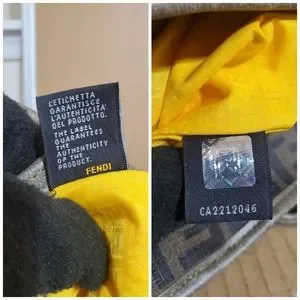 L'ETICHETTA
GARANTISCE
L'AUTENTICITA'
DEL PRODOTTO.
THE LABEL
GUARANTEES
THE
AUTHENTICITY
OF THE
PRODUCT.
FENDI
CA2212046